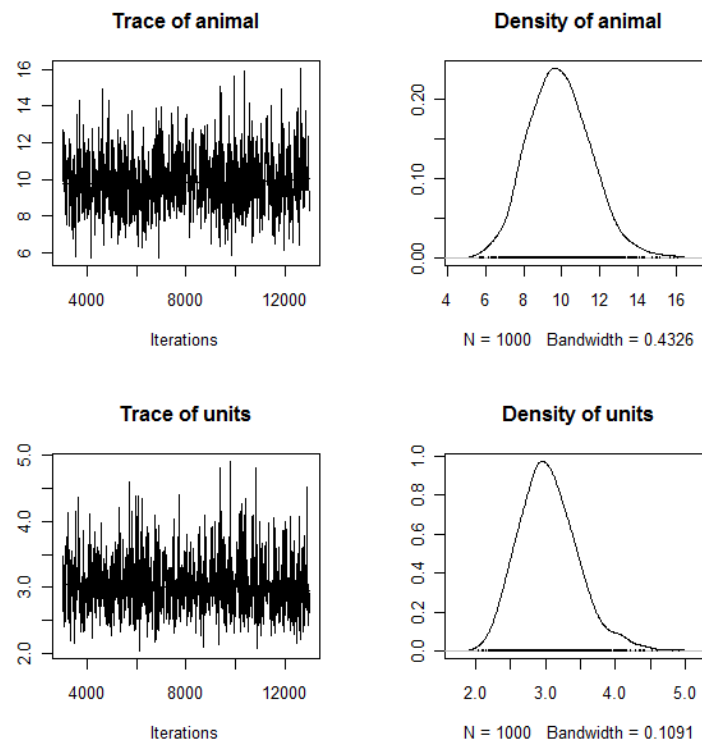 Trace of animal
16
14
12
10
8
6
4000 8000 12000
Iterations
Density of animal
0.20
0.10
0.00
4 6 8 10 12 14 16
N = 1000 Bandwidth = 0.4326
Trace of units
5.0
4.0
3.0
2.0
4000 8000 12000
Iterations
Density of units
1.0
0.8
0.6
0.4
0.2
0.0
2.0 3.0 4.0 5.0
N = 1000 Bandwidth = 0.1091